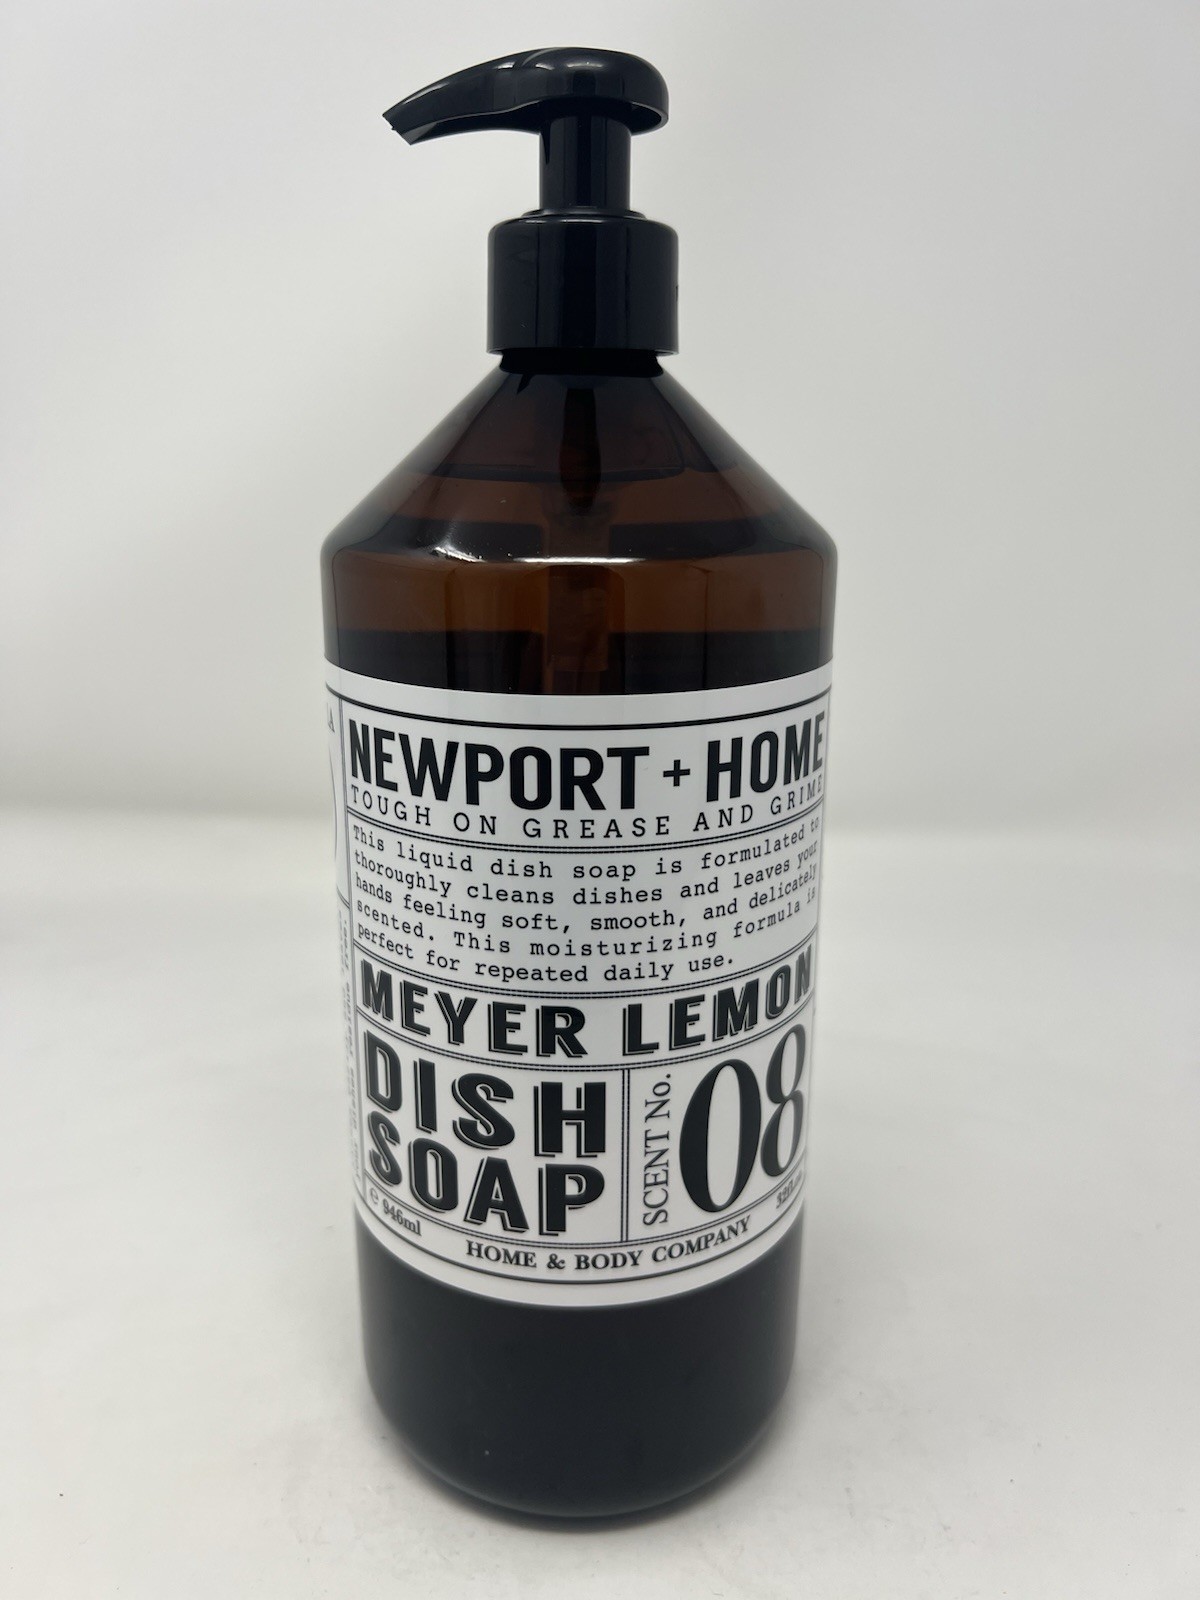 NEWPORT + HOME
TOUGH ON GREASE AND GRIME
This liquid dish soap is formulated to
thoroughly cleans dishes and leaves your
hands feeling soft, smooth, and delicately
scented. This moisturizing formula is
perfect for repeated daily use.
MEYER LEMON
DISH
SOAP
SCENT No.
08
e 946ml
HOME & BODY COMPANY